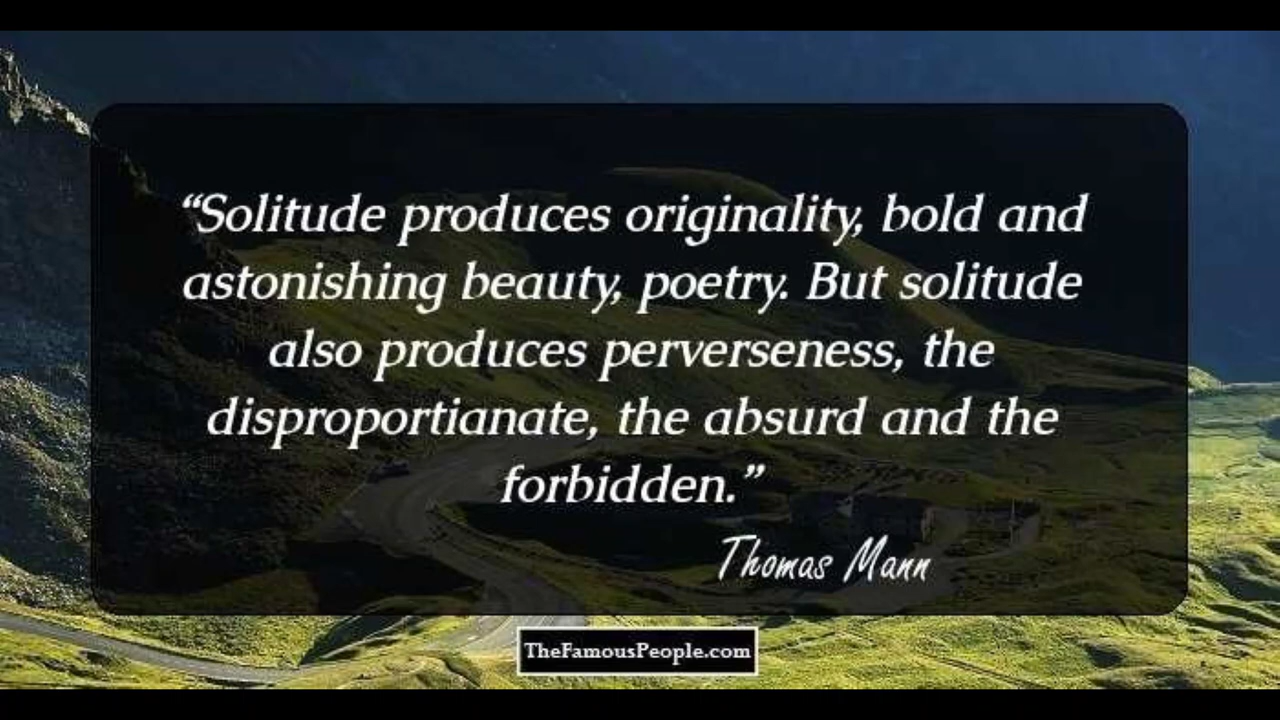 “Solitude produces originality, bold and
astonishing beauty, poetry. But solitude
also produces perverseness, the
disproportianate, the absurd and the
forbidden.”
Thomas Mann
TheFamousPeople.com